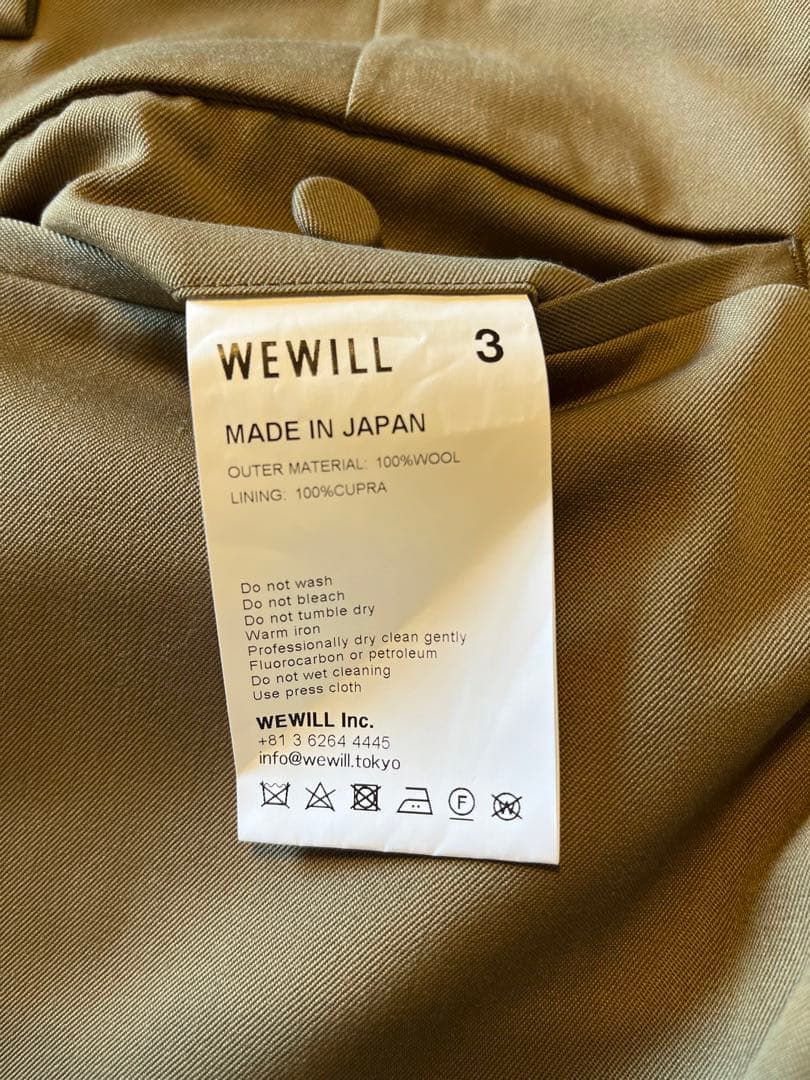 WEWILL 3
MADE IN JAPAN
OUTER MATERIAL: 100%WOOL
LINING: 100%CUPRA
Do not wash
Do not bleach
Do not tumble dry
Warm iron
Professionally dry clean gently
Fluorocarbon or petroleum
Do not wet cleaning
Use press cloth
WEWILL Inc.
+81 3 6264 4445
info@wewill.tokyo
F W